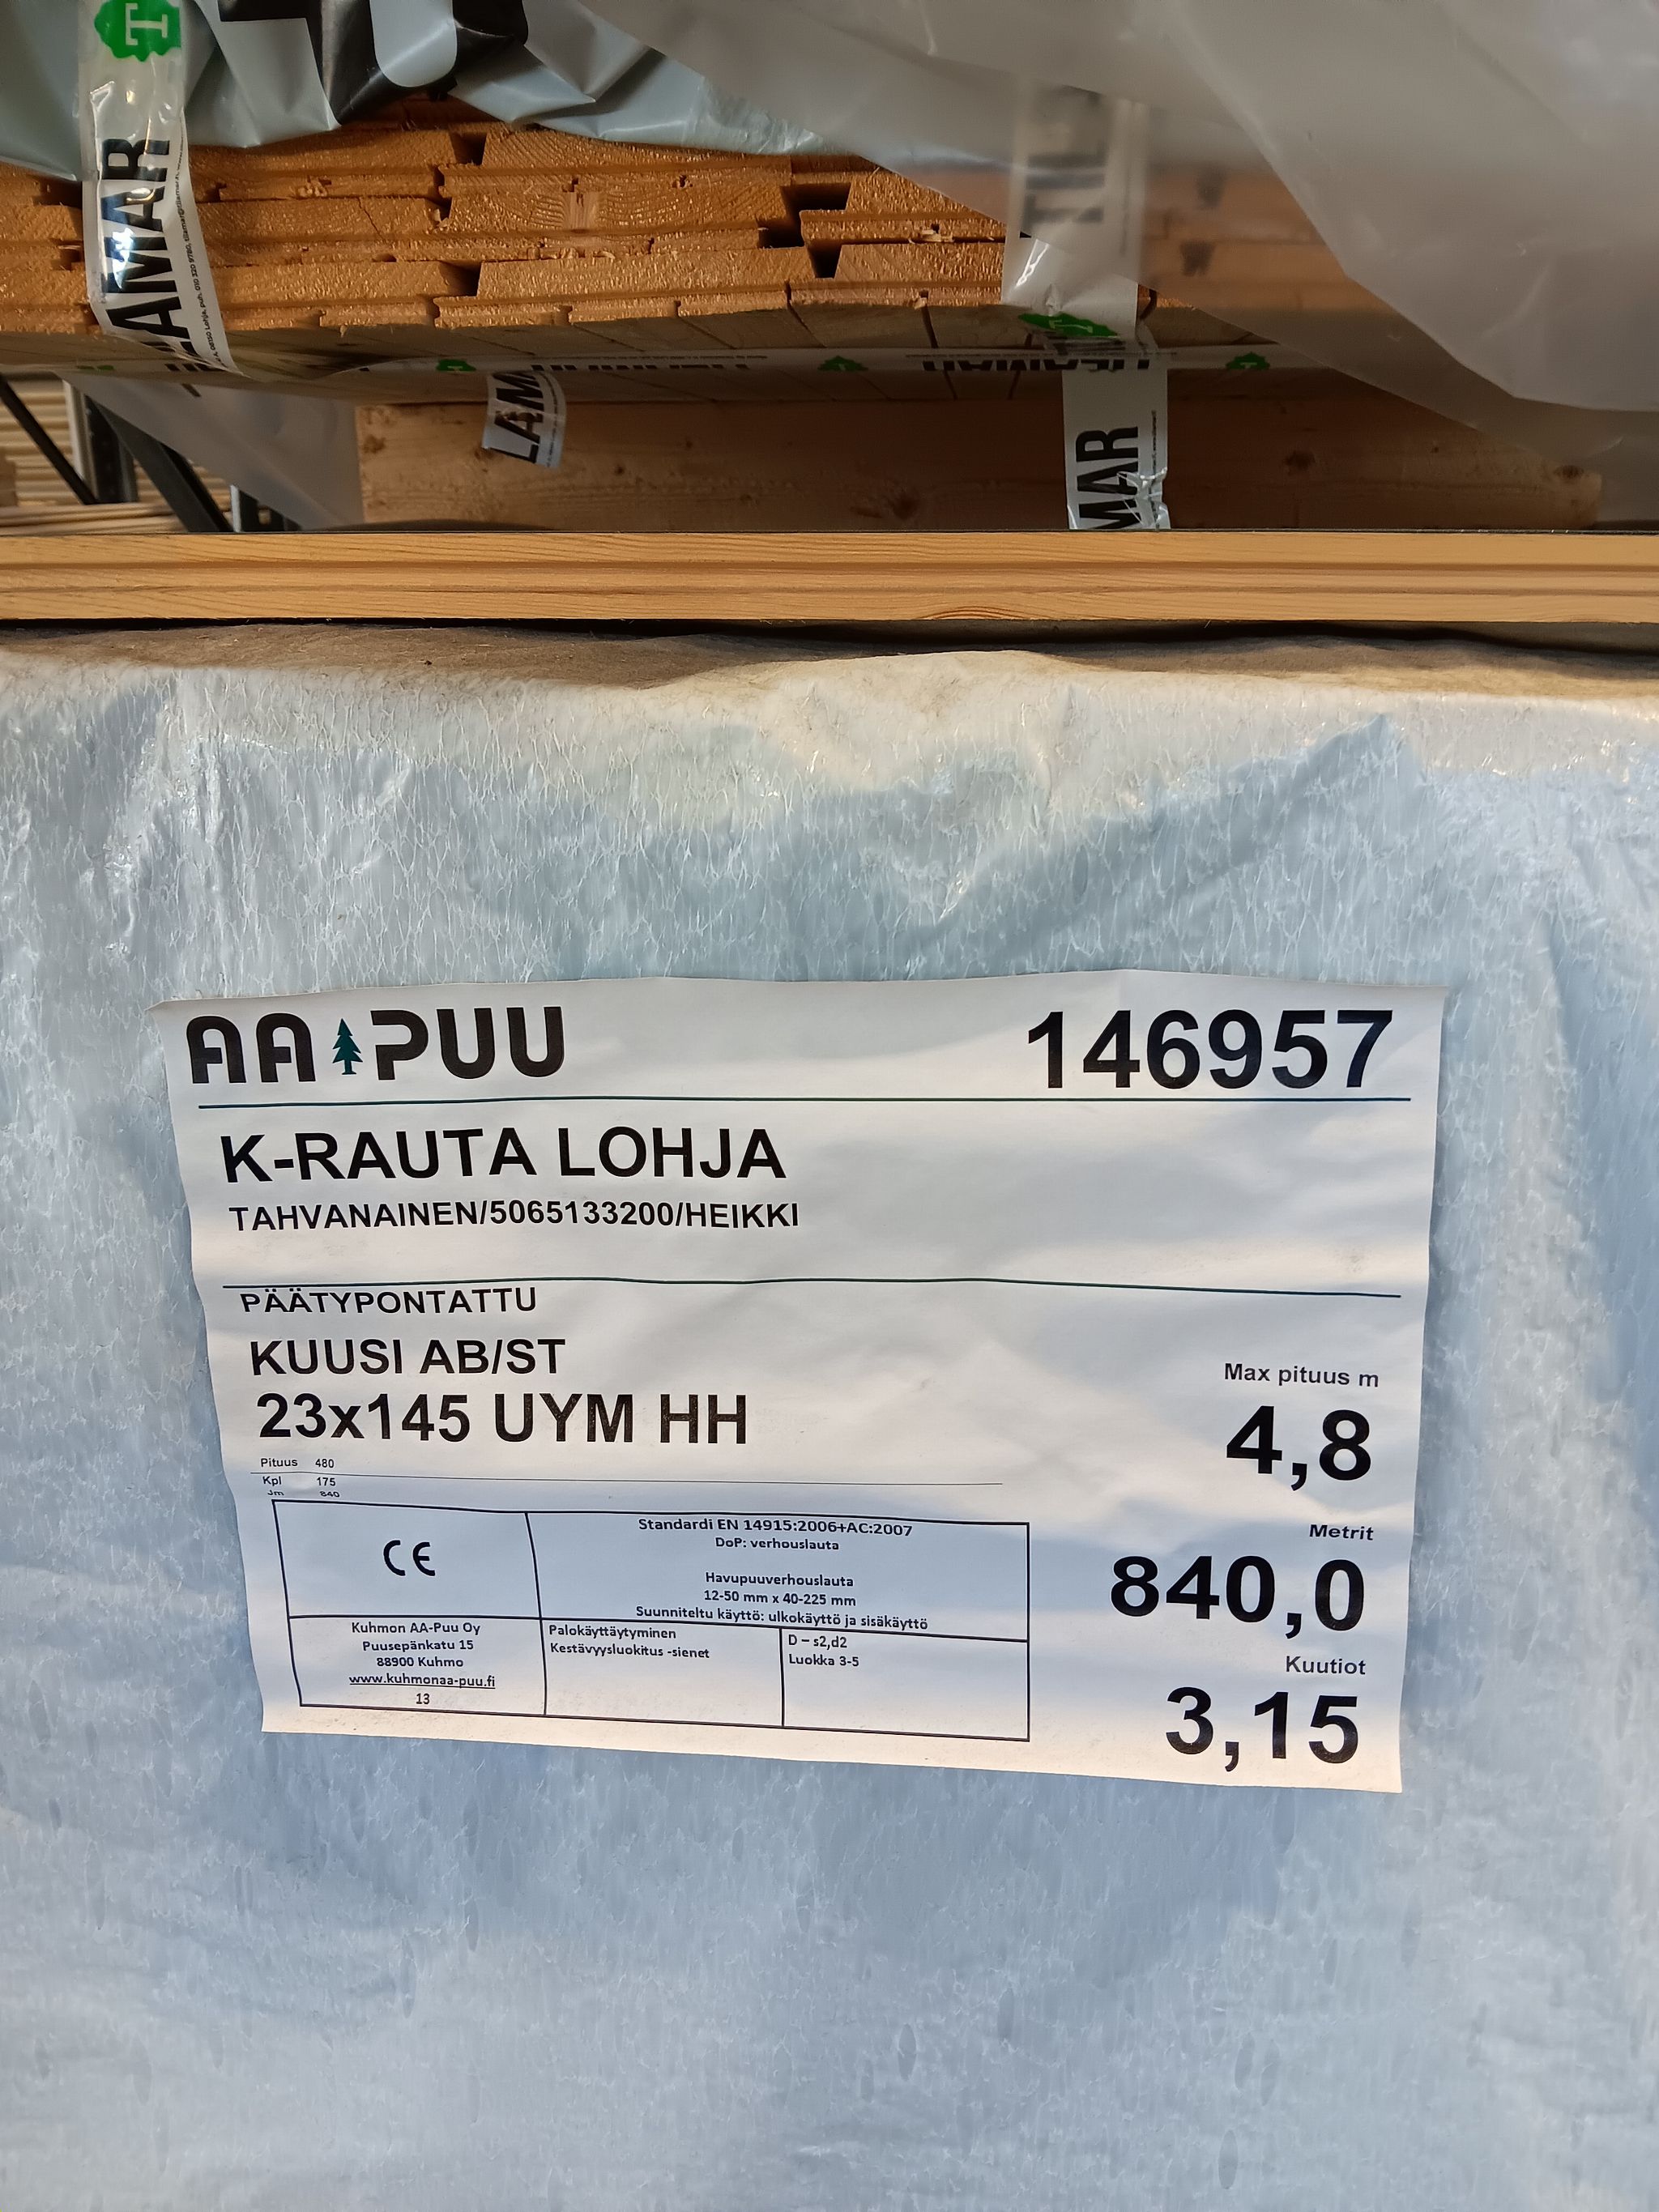 LAMAR
LAMAR
MAR
AA PUU
146957
K-RAUTA LOHJA
TAHVANAINEN/5065133200/HEIKKI
PÄÄTYPONTATTU
KUUSI AB/ST
23x145 UYM HH
Max pituus m
4,8
Pituus 480
Kpl 175
Jm 840
Metrit
840,0
Kuutiot
3,15
CE
Standardi EN 14915:2006+AC:2007
DoP: verhouslauta
Havupuuverhouslauta
12-50 mm x 40-225 mm
Suunniteltu käyttö: ulkokäyttö ja sisäkäyttö
Kuhmon AA-Puu Oy
Puusepänkatu 15
88900 Kuhmo
www.kuhmonaa-puu.fi
13
Palokäyttäytyminen
Kestävyysluokitus -sienet
D – s2,d2
Luokka 3-5